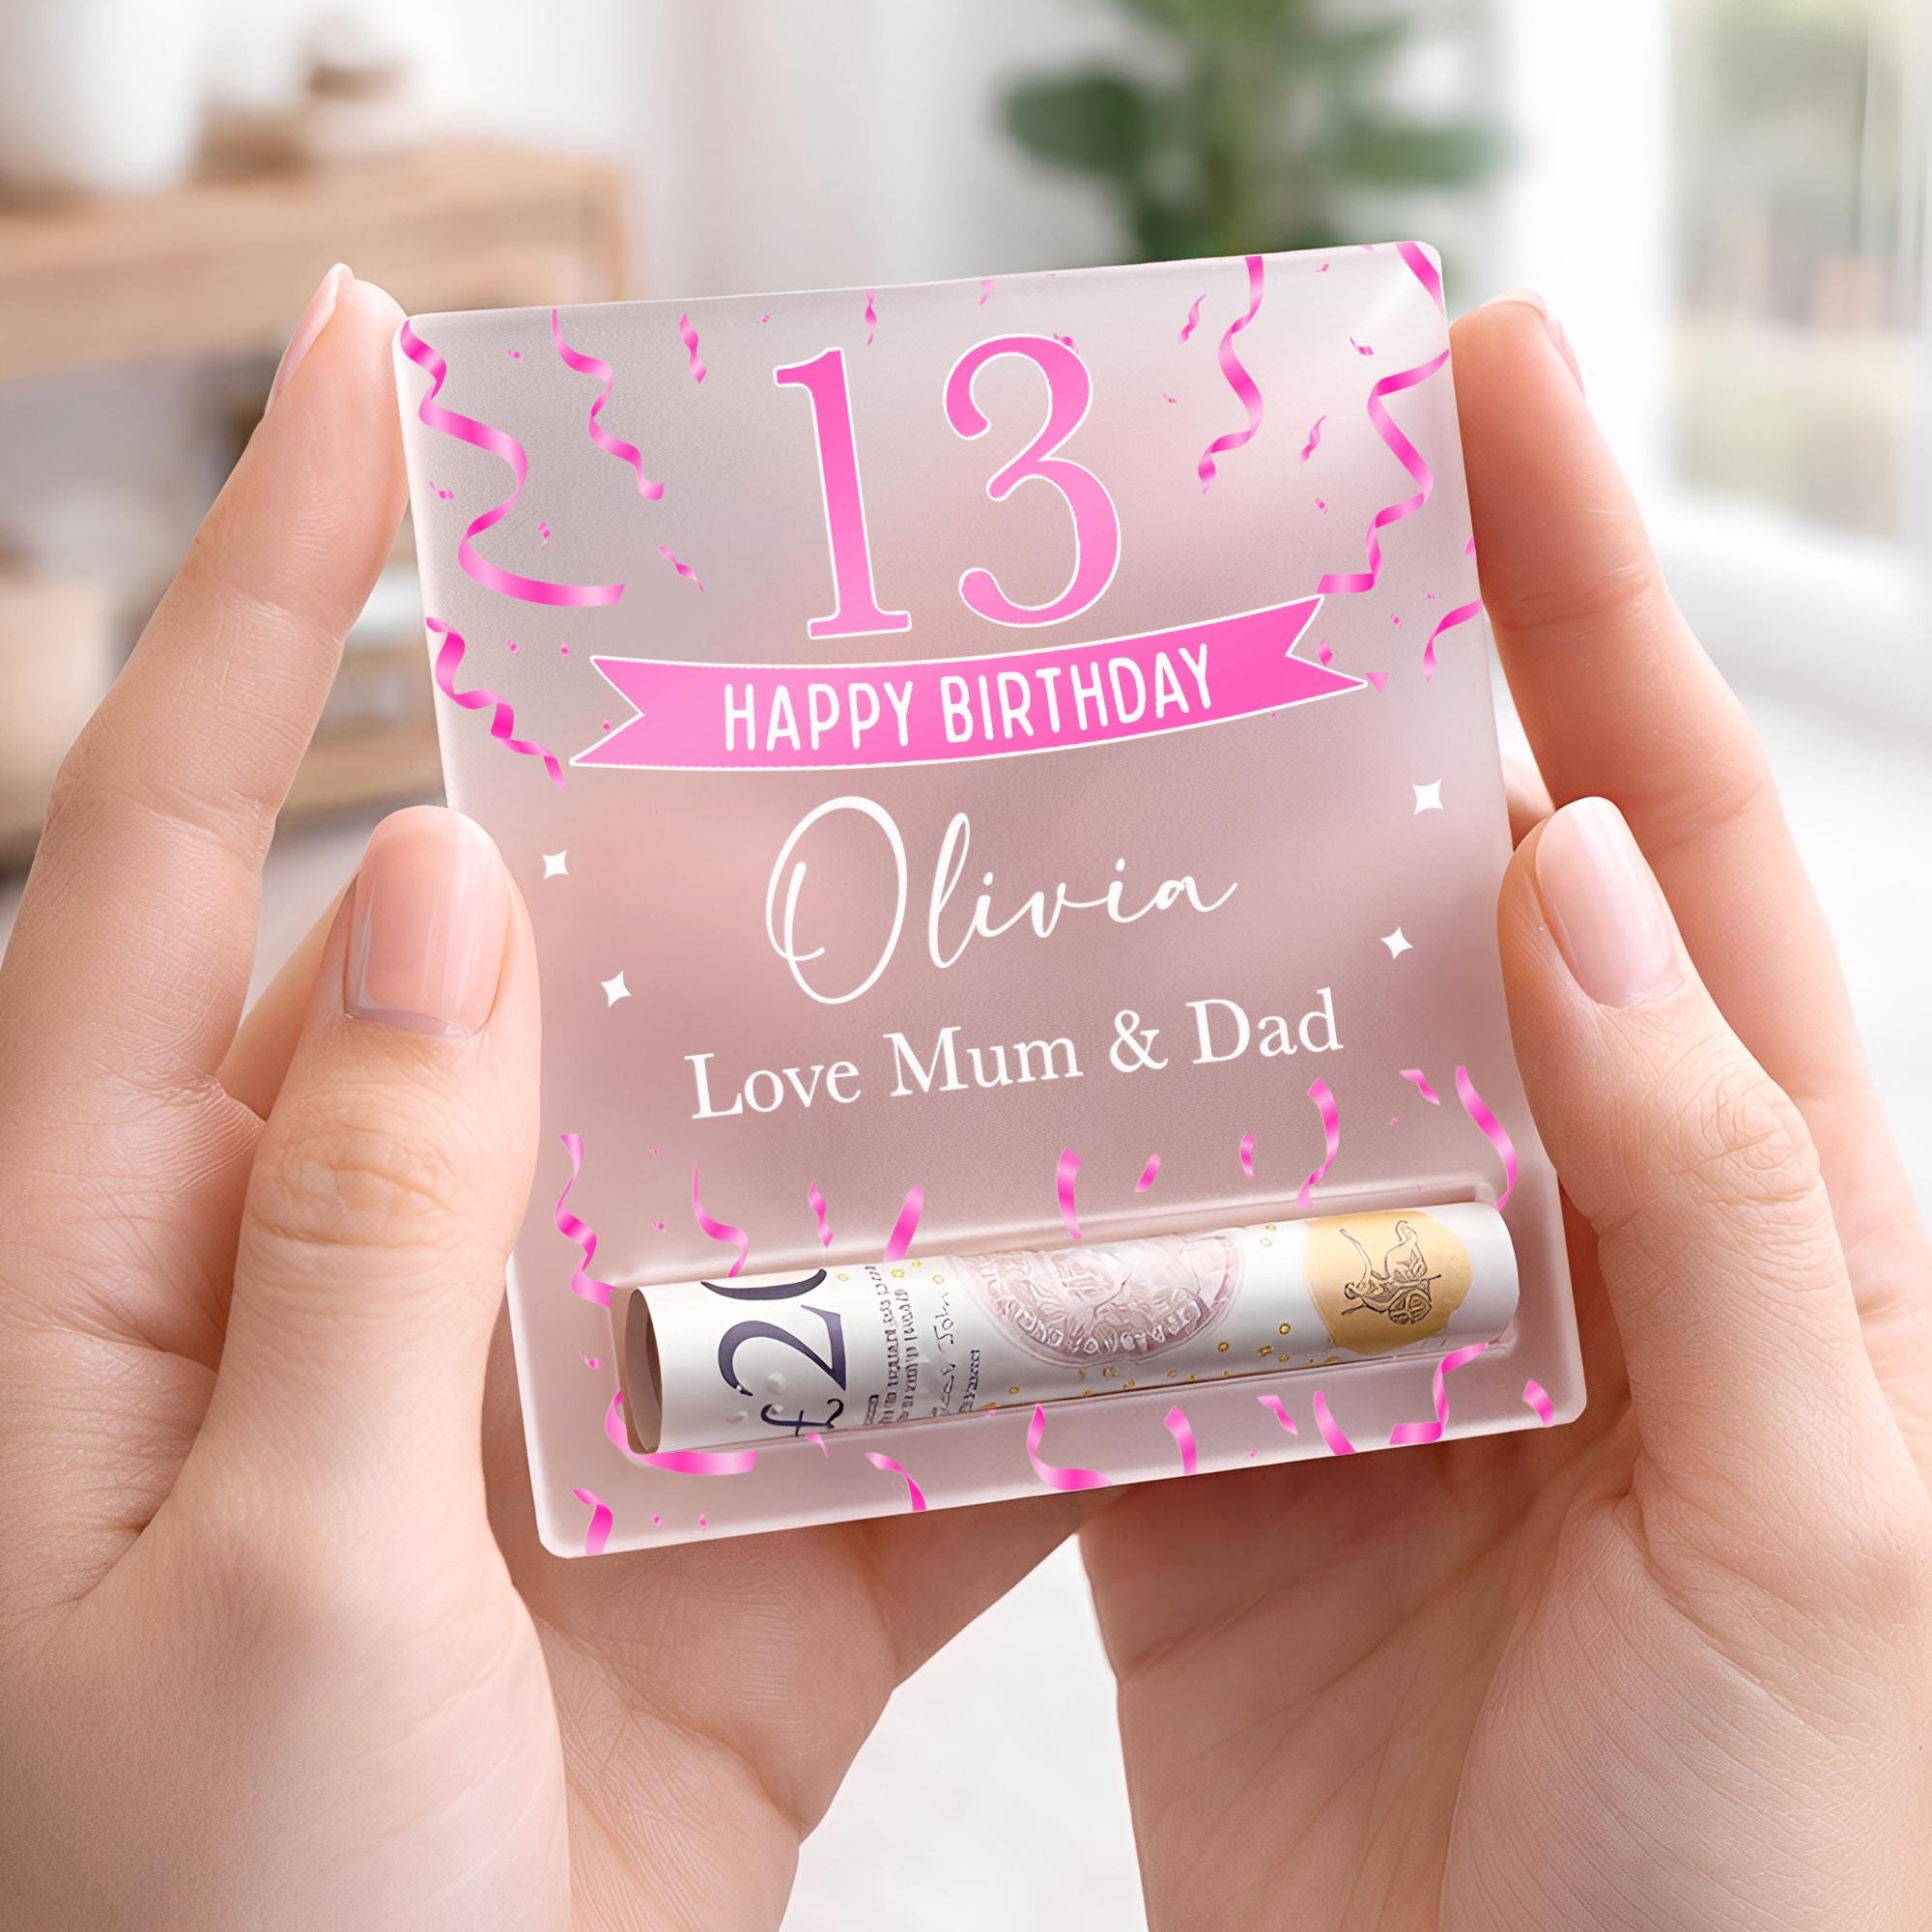 13
HAPPY BIRTHDAY
Olivia
Love Mum & Dad
£20